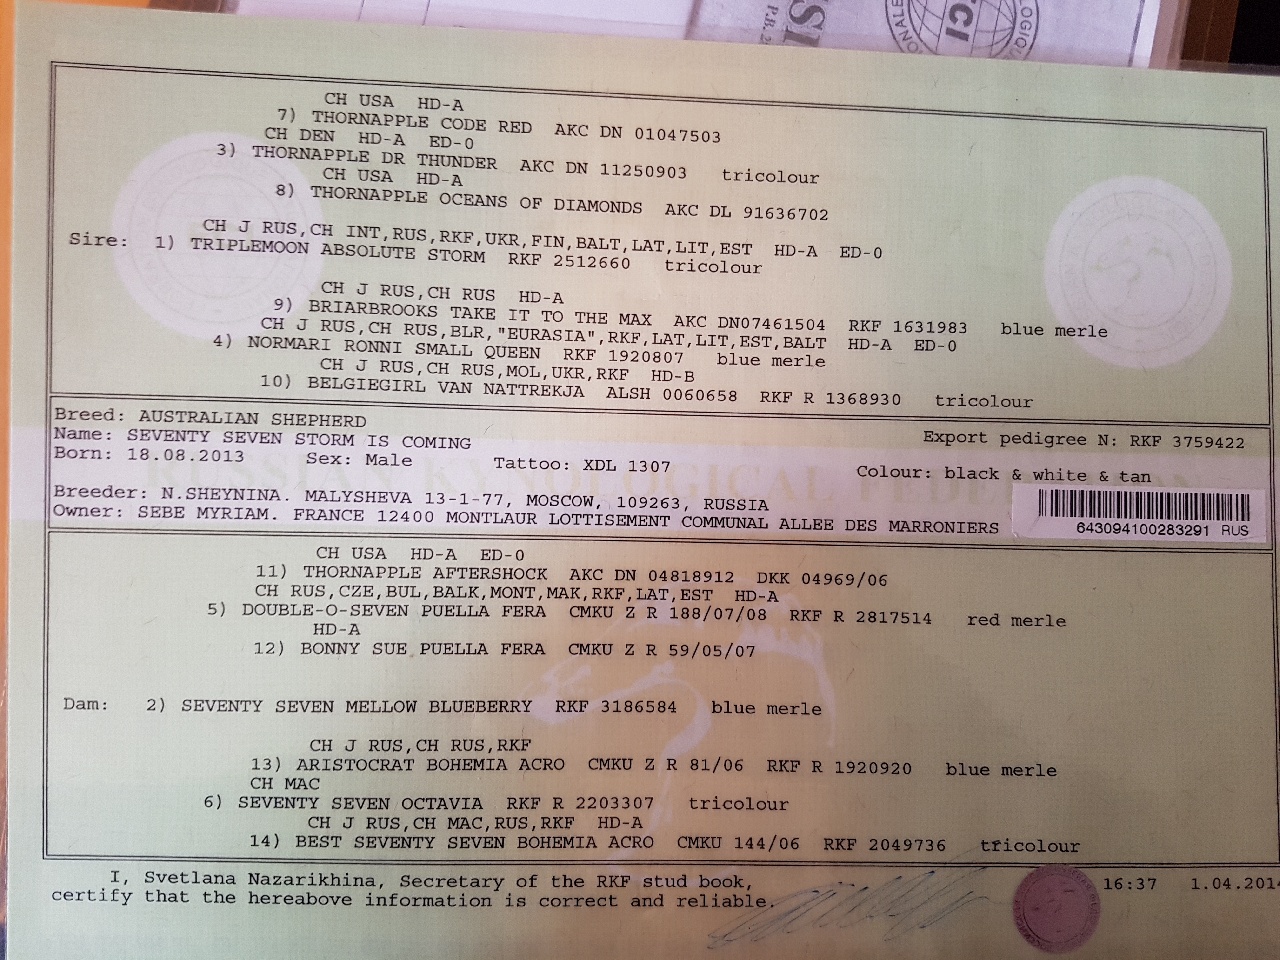 CH USA HD-A
7) THORNAPPLE CODE RED AKC DN 01047503
CH DEN HD-A ED-0
3) THORNAPPLE DR THUNDER AKC DN 11250903 tricolour
CH USA HD-A
8) THORNAPPLE OCEANS OF DIAMONDS AKC DL 91636702
CH J RUS,CH INT,RUS,RKF,UKR,FIN,BALT,LAT,LIT,EST HD-A ED-0
Sire: 1) TRIPLEMOON ABSOLUTE STORM RKF 2512660 tricolour
CH J RUS,CH RUS HD-A
9) BRIARBROOKS TAKE IT TO THE MAX AKC DN07461504 RKF 1631983 blue merle
CH J RUS,CH RUS,BLR,"EURASIA",RKF,LAT,LIT,EST,BALT HD-A ED-0
4) NORMARI RONNI SMALL QUEEN RKF 1920807 blue merle
CH J RUS,CH RUS,MOL,UKR,RKF HD-B
10) BELGIEGIRL VAN NATTREKJA ALSH 0060658 RKF R 1368930 tricolour
Breed: AUSTRALIAN SHEPHERD
Name: SEVENTY SEVEN STORM IS COMING Export pedigree N: RKF 3759422
Born: 18.08.2013 Sex: Male Tattoo: XDL 1307 Colour: black & white & tan
Breeder: N.SHEYNINA. MALYSHEVA 13-1-77, MOSCOW, 109263, RUSSIA
Owner: SEBE MYRIAM. FRANCE 12400 MONTLAUR LOTTISEMENT COMMUNAL ALLEE DES MARRONIERS
643094100283291 RUS
CH USA HD-A ED-0
11) THORNAPPLE AFTERSHOCK AKC DN 04818912 DKK 04969/06
CH RUS,CZE,BUL,BALK,MONT,MAK,RKF,LAT,EST HD-A
5) DOUBLE-O-SEVEN PUELLA FERA CMKU Z R 188/07/08 RKF R 2817514 red merle
HD-A
12) BONNY SUE PUELLA FERA CMKU Z R 59/05/07
Dam: 2) SEVENTY SEVEN MELLOW BLUEBERRY RKF 3186584 blue merle
CH J RUS,CH RUS,RKF
13) ARISTOCRAT BOHEMIA ACRO CMKU Z R 81/06 RKF R 1920920 blue merle
CH MAC
6) SEVENTY SEVEN OCTAVIA RKF R 2203307 tricolour
CH J RUS,CH MAC,RUS,RKF HD-A
14) BEST SEVENTY SEVEN BOHEMIA ACRO CMKU 144/06 RKF 2049736 tricolour
I, Svetlana Nazarikhina, Secretary of the RKF stud book,
certify that the hereabove information is correct and reliable.
16:37 1.04.2014